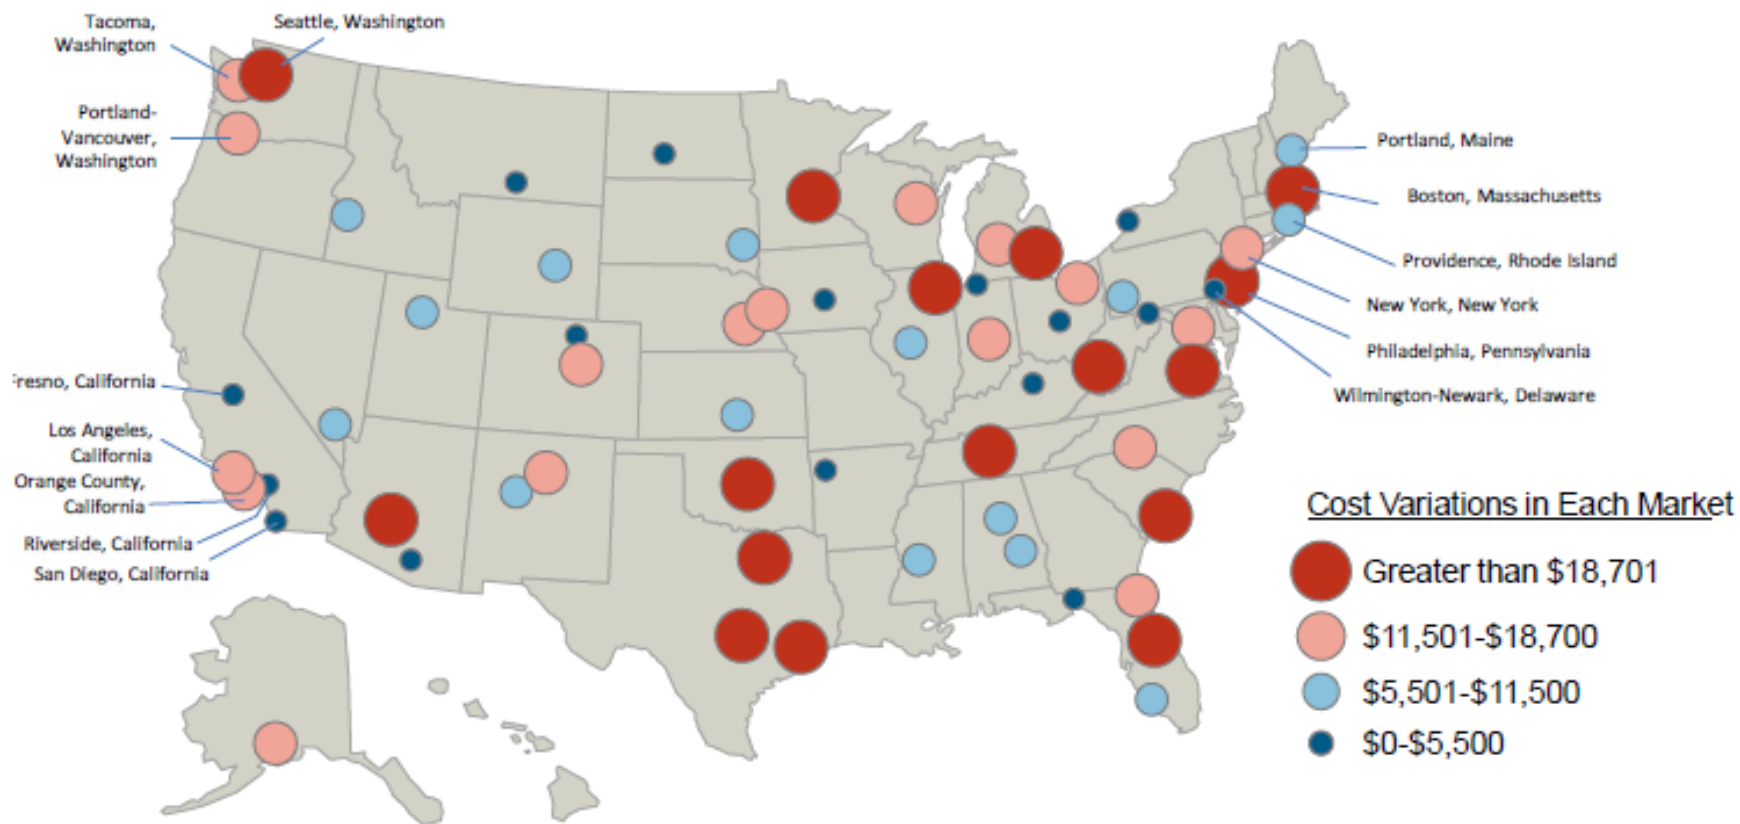 Tacoma,
Washington
Seattle, Washington
Portland-
Vancouver,
Washington
Fresno, California
Los Angeles,
California
Orange County,
California
Riverside, California
San Diego, California
Portland, Maine
Boston, Massachusetts
Providence, Rhode Island
New York, New York
Philadelphia, Pennsylvania
Wilmington-Newark, Delaware
Cost Variations in Each Market
Greater than $18,701
$11,501-$18,700
$5,501-$11,500
$0-$5,500